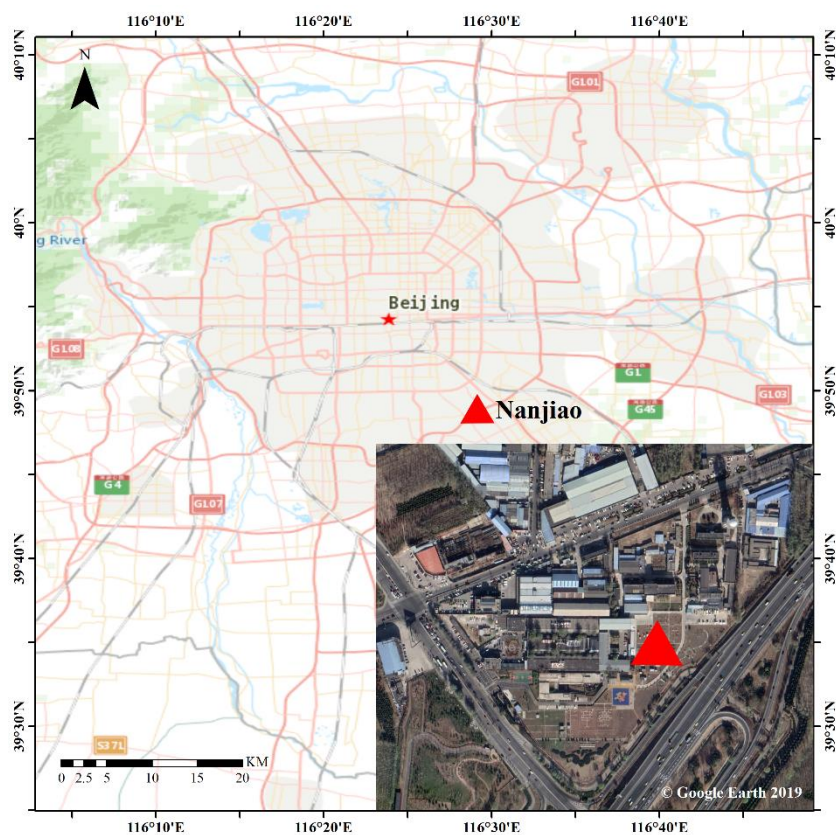 116°10'E 116°20'E 116°30'E 116°40'E
40°10'N
40°10'N
N
GL01
40°N
40°N
g River
Beijing
GL08
G1
GL03
39°50'N
39°50'N
Nanjiao
G45
G4
GL07
39°40'N
39°40'N
39°30'N
39°30'N
S371
KM
0 2.5 5 10 15 20
© Google Earth 2019
116°10'E 116°20'E 116°30'E 116°40'E